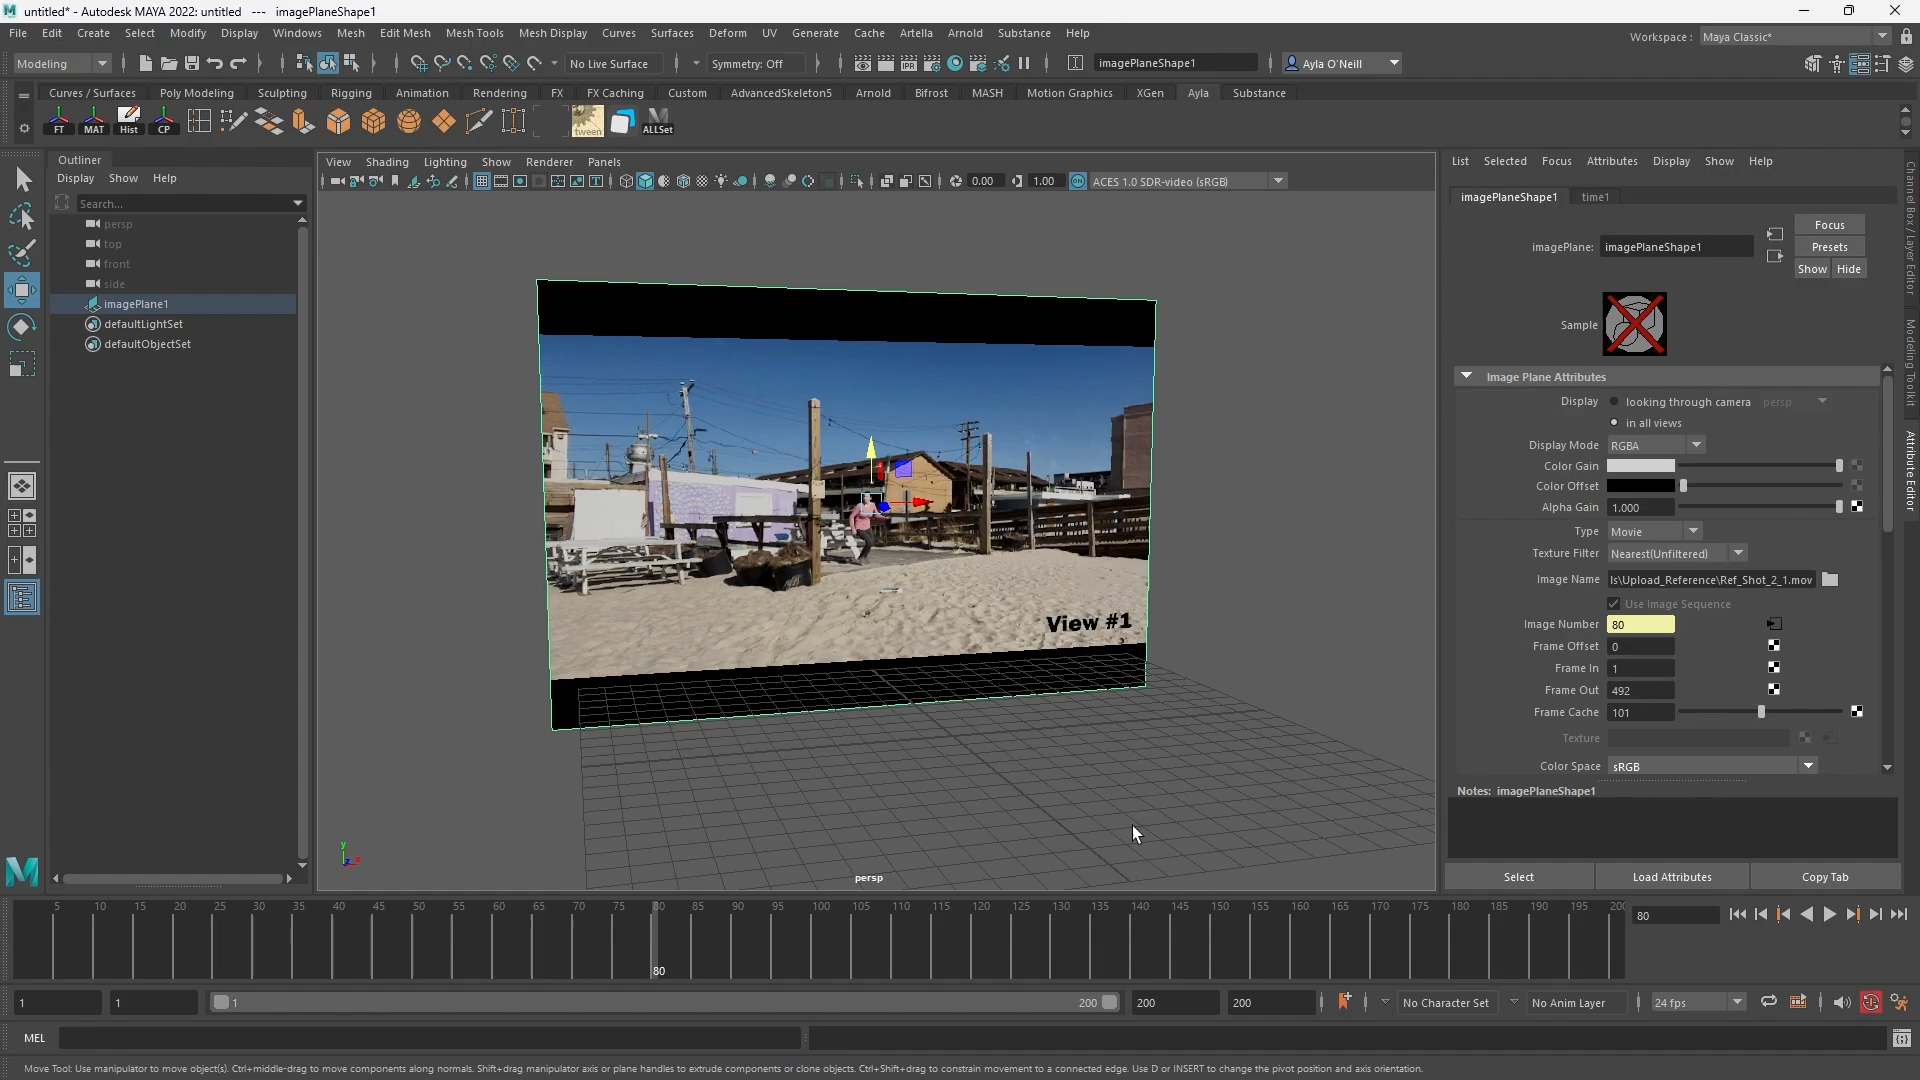 untitled* - Autodesk MAYA 2022: untitled --- imagePlaneShape1
File Edit Create Select Modify Display Windows Mesh Edit Mesh Mesh Tools Mesh Display Curves Surfaces Deform UV Generate Cache Artella Arnold Substance Help
Workspace : Maya Classic*
Modeling
No Live Surface
Symmetry: Off
IPR
imagePlaneShape1
Ayla O'Neill
Curves / Surfaces Poly Modeling Sculpting Rigging Animation Rendering FX FX Caching Custom AdvancedSkeleton5 Arnold Bifrost MASH Motion Graphics XGen Ayla Substance
FT MAT Hist CP tween ALLSet
Outliner
Display Show Help
Search...
persp
top
front
side
imagePlane1
defaultLightSet
defaultObjectSet
View Shading Lighting Show Renderer Panels
0.00 1.00 ON ACES 1.0 SDR-video (sRGB)
View #1
persp
y
z x
List Selected Focus Attributes Display Show Help
imagePlaneShape1 time1
imagePlane: imagePlaneShape1
Focus
Presets
Show Hide
Sample
Image Plane Attributes
Display looking through camera persp
in all views
Display Mode RGBA
Color Gain
Color Offset
Alpha Gain 1.000
Type Movie
Texture Filter Nearest(Unfiltered)
Image Name ls\Upload_Reference\Ref_Shot_2_1.mov
Use Image Sequence
Image Number 80
Frame Offset 0
Frame In 1
Frame Out 492
Frame Cache 101
Texture
Color Space sRGB
Notes: imagePlaneShape1
Select Load Attributes Copy Tab
Channel Box / Layer Editor
Modeling Toolkit
Attribute Editor
5 10 15 20 25 30 35 40 45 50 55 60 65 70 75 80 85 90 95 100 105 110 115 120 125 130 135 140 145 150 155 160 165 170 175 180 185 190 195 200
80
80
1 1 1 200 200 200
No Character Set
No Anim Layer
24 fps
MEL
Move Tool: Use manipulator to move object(s). Ctrl+middle-drag to move components along normals. Shift+drag manipulator axis or plane handles to extrude components or clone objects. Ctrl+Shift+drag to constrain movement to a connected edge. Use D or INSERT to change the pivot position and axis orientation.